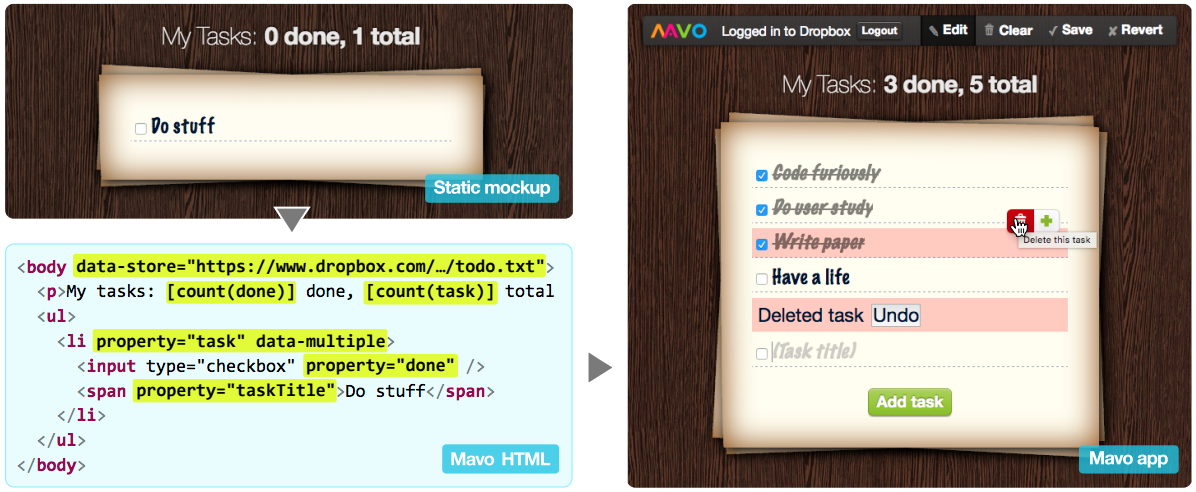 My Tasks: 0 done, 1 total
Do stuff
Static mockup
<body data-store="https://www.dropbox.com/…/todo.txt">
<p>My tasks: [count(done)] done, [count(task)] total
<ul>
<li property="task" data-multiple>
<input type="checkbox" property="done" />
<span property="taskTitle">Do stuff</span>
</li>
</ul>
</body>
Mavo HTML
MAVO Logged in to Dropbox Logout Edit Clear Save Revert
My Tasks: 3 done, 5 total
Code furiously
Do user study
Write paper
Delete this task
Have a life
Deleted task Undo
(Task title)
Add task
Mavo app